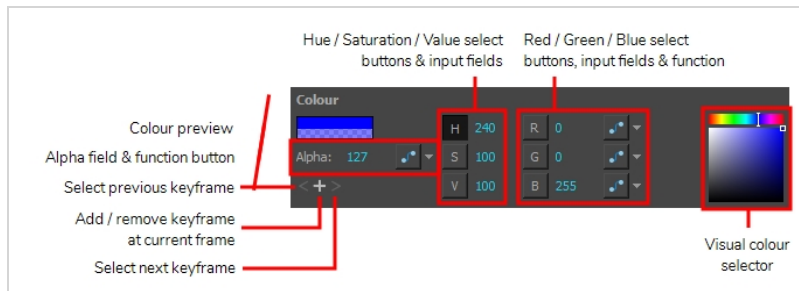 Hue / Saturation / Value select
buttons & input fields
Red / Green / Blue select
buttons, input fields & function
Colour preview
Alpha field & function button
Select previous keyframe
Add / remove keyframe
at current frame
Select next keyframe
Colour
Alpha: 127
< + >
H 240
S 100
V 100
R 0
G 0
B 255
Visual colour
selector